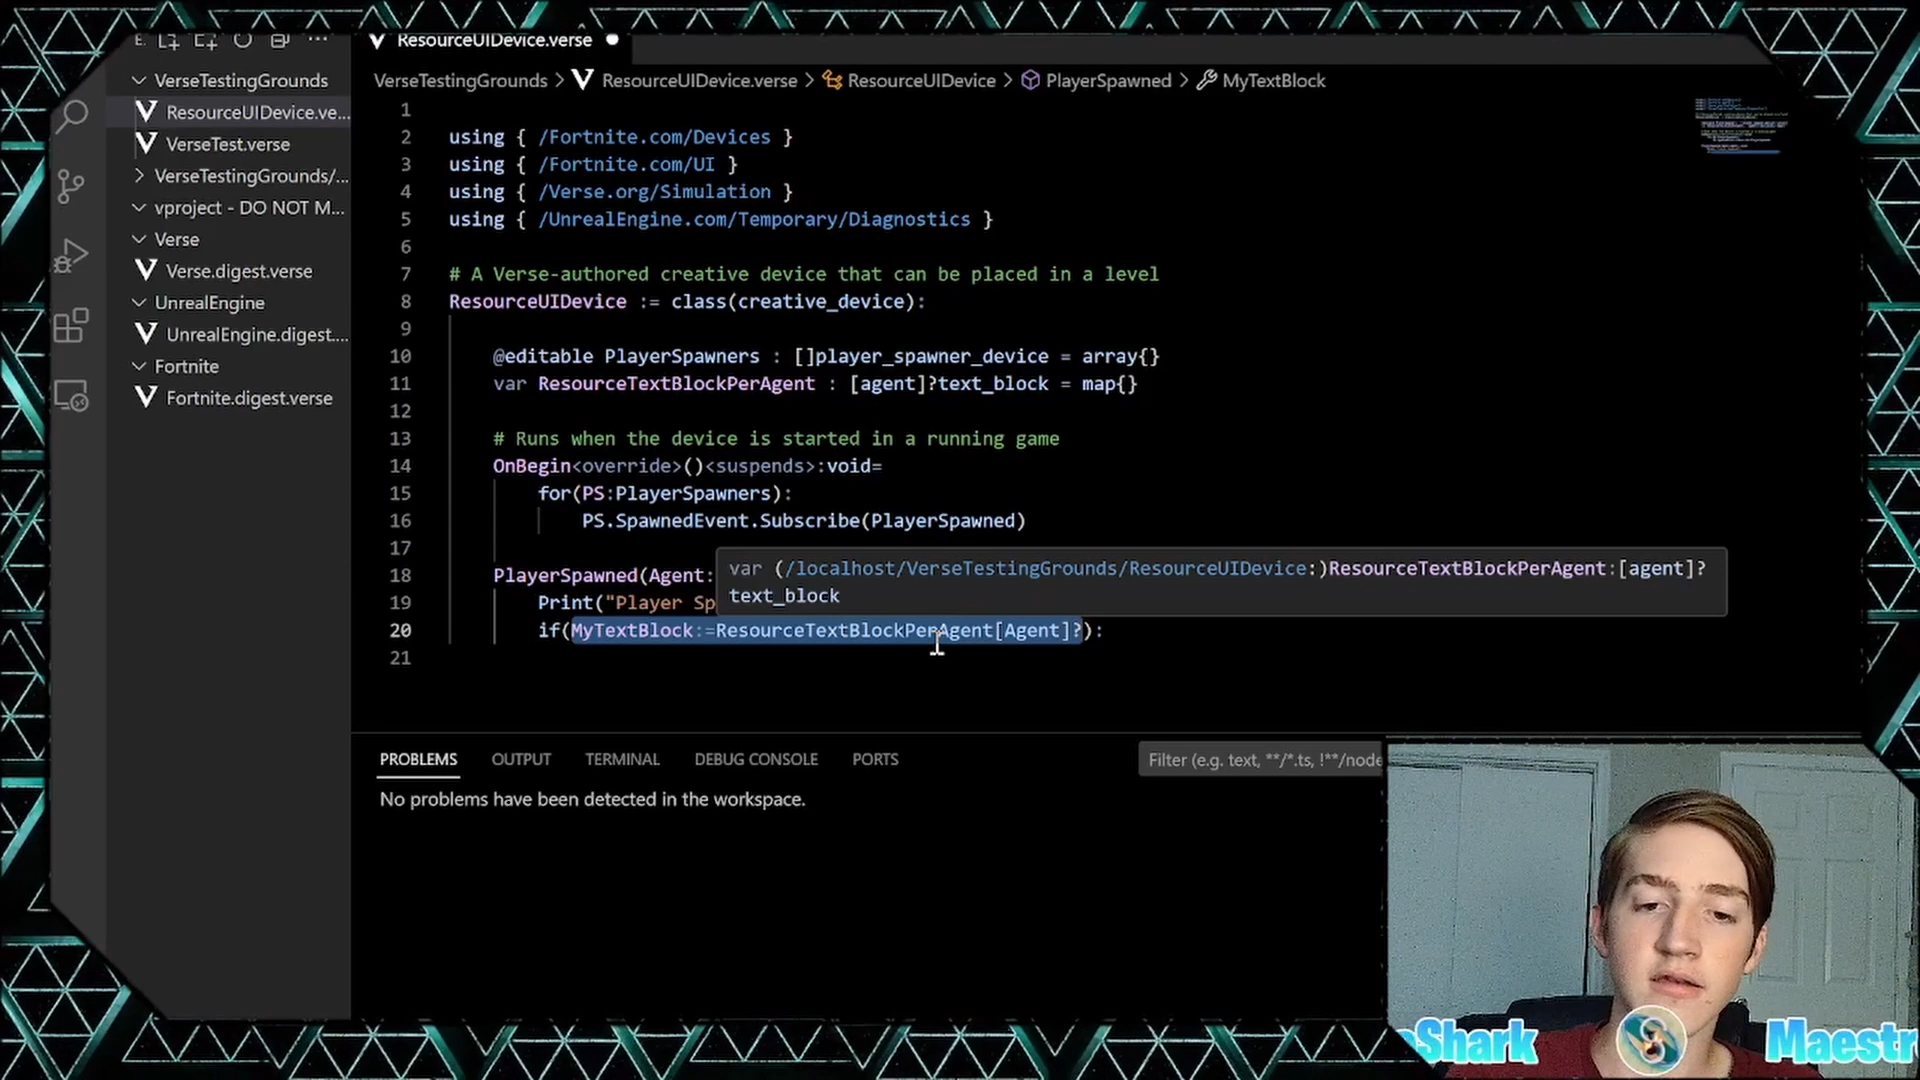 E.
ResourceUIDevice.verse
VerseTestingGrounds > ResourceUIDevice.verse > ResourceUIDevice > PlayerSpawned > MyTextBlock
VerseTestingGrounds
ResourceUIDevice.ve...
VerseTest.verse
VerseTestingGrounds/...
vproject - DO NOT M...
Verse
Verse.digest.verse
UnrealEngine
UnrealEngine.digest....
Fortnite
Fortnite.digest.verse
1
2 using { /Fortnite.com/Devices }
3 using { /Fortnite.com/UI }
4 using { /Verse.org/Simulation }
5 using { /UnrealEngine.com/Temporary/Diagnostics }
6
7 # A Verse-authored creative device that can be placed in a level
8 ResourceUIDevice := class(creative_device):
9
10 @editable PlayerSpawners : []player_spawner_device = array{}
11 var ResourceTextBlockPerAgent : [agent]?text_block = map{}
12
13 # Runs when the device is started in a running game
14 OnBegin<override>()<suspends>:void=
15 for(PS:PlayerSpawners):
16 PS.SpawnedEvent.Subscribe(PlayerSpawned)
17
18 PlayerSpawned(Agent:
var (/localhost/VerseTestingGrounds/ResourceUIDevice:)ResourceTextBlockPerAgent:[agent]?
text_block
19 Print("Player Sp
20 if(MyTextBlock:=ResourceTextBlockPerAgent[Agent]?):
21
PROBLEMS OUTPUT TERMINAL DEBUG CONSOLE PORTS
Filter (e.g. text, **/*.ts, !**/node
No problems have been detected in the workspace.
Shark
Maestr